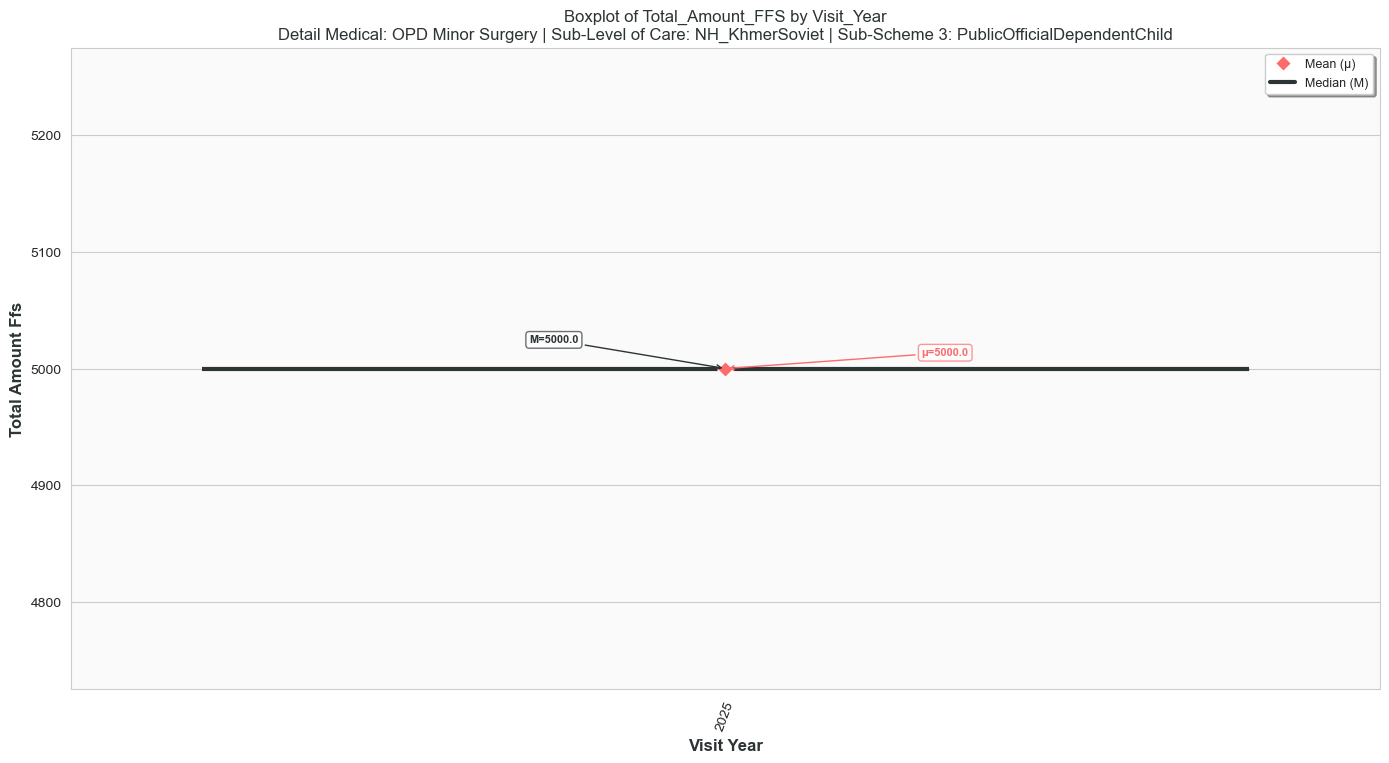 Boxplot of Total_Amount_FFS by Visit_Year
Detail Medical: OPD Minor Surgery | Sub-Level of Care: NH_KhmerSoviet | Sub-Scheme 3: PublicOfficialDependentChild
Mean (μ)
Median (M)
5200
5100
5000
4900
4800
Total Amount Ffs
M=5000.0
μ=5000.0
2025
Visit Year